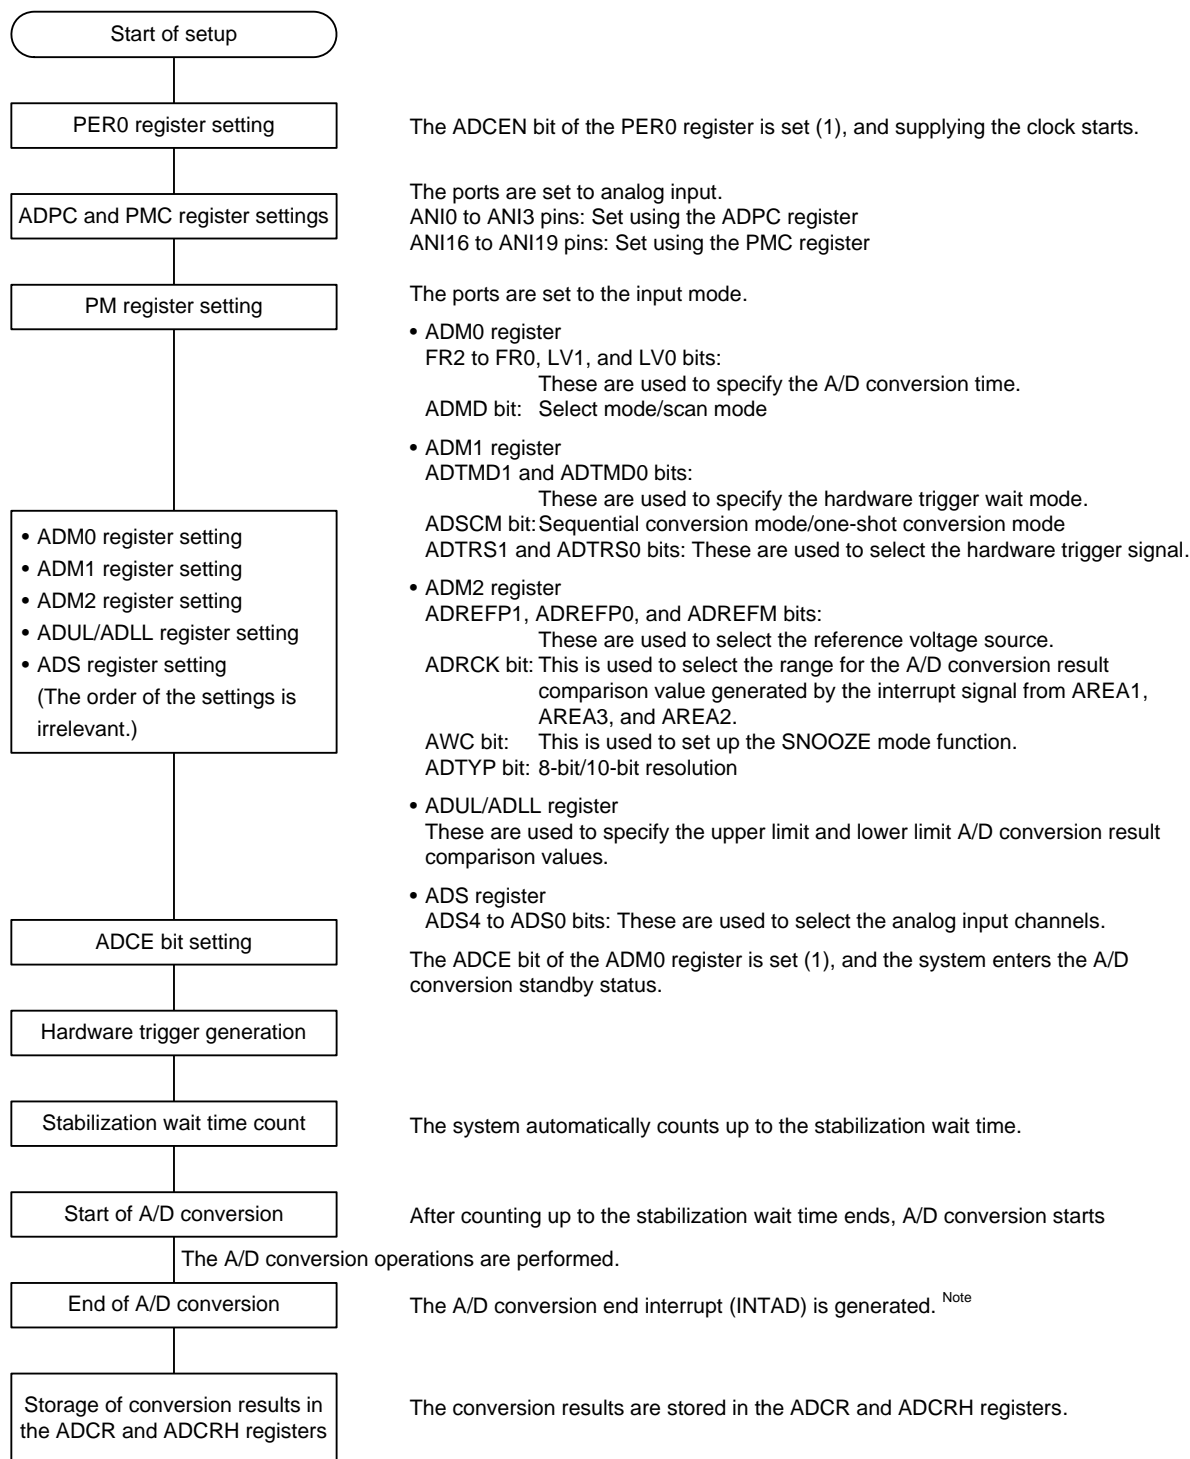 Start of setup
PER0 register setting
The ADCEN bit of the PER0 register is set (1), and supplying the clock starts.
ADPC and PMC register settings
The ports are set to analog input.
ANI0 to ANI3 pins: Set using the ADPC register
ANI16 to ANI19 pins: Set using the PMC register
PM register setting
The ports are set to the input mode.
• ADM0 register setting
• ADM1 register setting
• ADM2 register setting
• ADUL/ADLL register setting
• ADS register setting
(The order of the settings is
irrelevant.)
• ADM0 register
FR2 to FR0, LV1, and LV0 bits:
These are used to specify the A/D conversion time.
ADMD bit: Select mode/scan mode
• ADM1 register
ADTMD1 and ADTMD0 bits:
These are used to specify the hardware trigger wait mode.
ADSCM bit: Sequential conversion mode/one-shot conversion mode
ADTRS1 and ADTRS0 bits: These are used to select the hardware trigger signal.
• ADM2 register
ADREFP1, ADREFP0, and ADREFM bits:
These are used to select the reference voltage source.
ADRCK bit: This is used to select the range for the A/D conversion result
comparison value generated by the interrupt signal from AREA1,
AREA3, and AREA2.
AWC bit: This is used to set up the SNOOZE mode function.
ADTYP bit: 8-bit/10-bit resolution
• ADUL/ADLL register
These are used to specify the upper limit and lower limit A/D conversion result
comparison values.
• ADS register
ADS4 to ADS0 bits: These are used to select the analog input channels.
ADCE bit setting
The ADCE bit of the ADM0 register is set (1), and the system enters the A/D
conversion standby status.
Hardware trigger generation
Stabilization wait time count
The system automatically counts up to the stabilization wait time.
Start of A/D conversion
After counting up to the stabilization wait time ends, A/D conversion starts
The A/D conversion operations are performed.
End of A/D conversion
The A/D conversion end interrupt (INTAD) is generated. Note
Storage of conversion results in
the ADCR and ADCRH registers
The conversion results are stored in the ADCR and ADCRH registers.